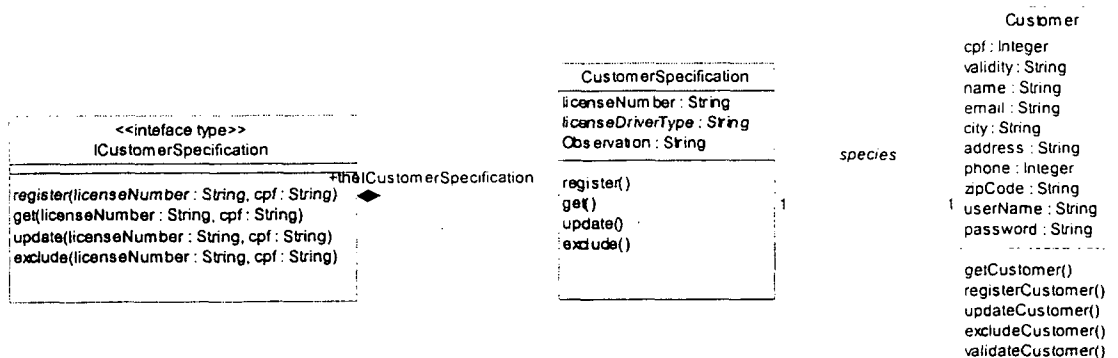 <<inteface type>>
ICustomerSpecification
register(licenseNumber : String, cpf : String)
get(licenseNumber : String, cpf : String)
update(licenseNumber : String, cpf : String)
exclude(licenseNumber : String, cpf : String)
+theICustomerSpecification
CustomerSpecification
licenseNumber : String
licenseDriverType : String
Observation : String
register()
get()
update()
exclude()
1
species
1
Customer
cpf : Integer
validity : String
name : String
email : String
city : String
address : String
phone : Integer
zipCode : String
userName : String
password : String
getCustomer()
registerCustomer()
updateCustomer()
excludeCustomer()
validateCustomer()